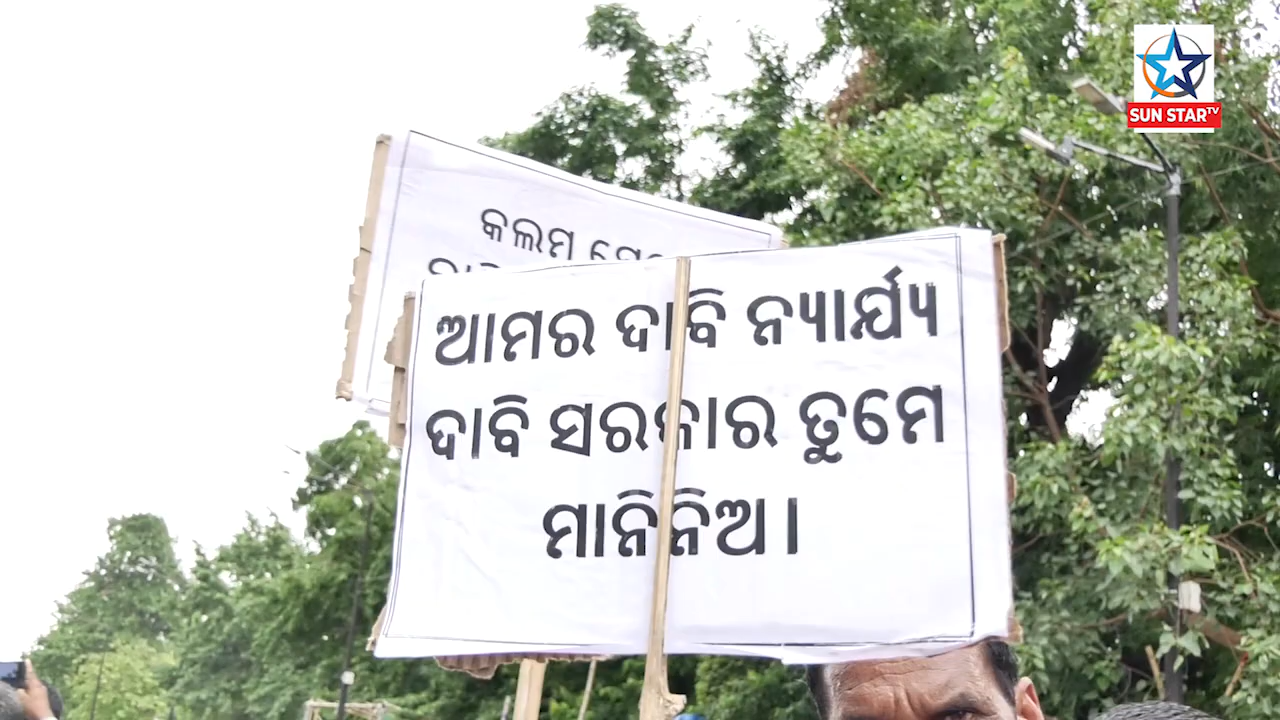 SUN STAR TV
କଲମ
ଆମର ଦାବି ନ୍ୟାର୍ଯ୍ୟ
ଦାବି ସରକାର ତୁମେ
ମାନିନିଅ।